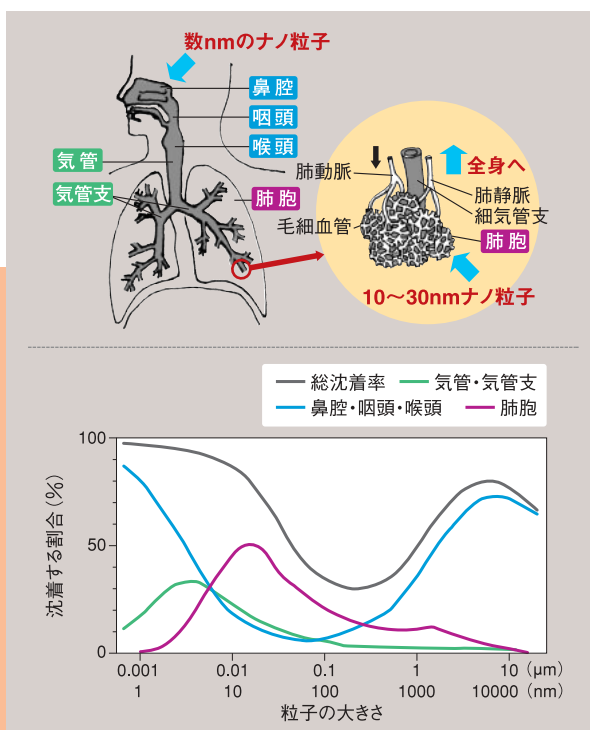 数nmのナノ粒子
鼻腔
咽頭
喉頭
気管
気管支
肺胞
肺動脈
全身へ
肺静脈
細気管支
毛細血管
肺胞
10〜30nmナノ粒子
総沈着率 気管・気管支
鼻腔・咽頭・喉頭 肺胞
沈着する割合(%)
100
50
0
0.001 0.01 0.1 1 10 (μm)
1 10 100 1000 10000 (nm)
粒子の大きさ